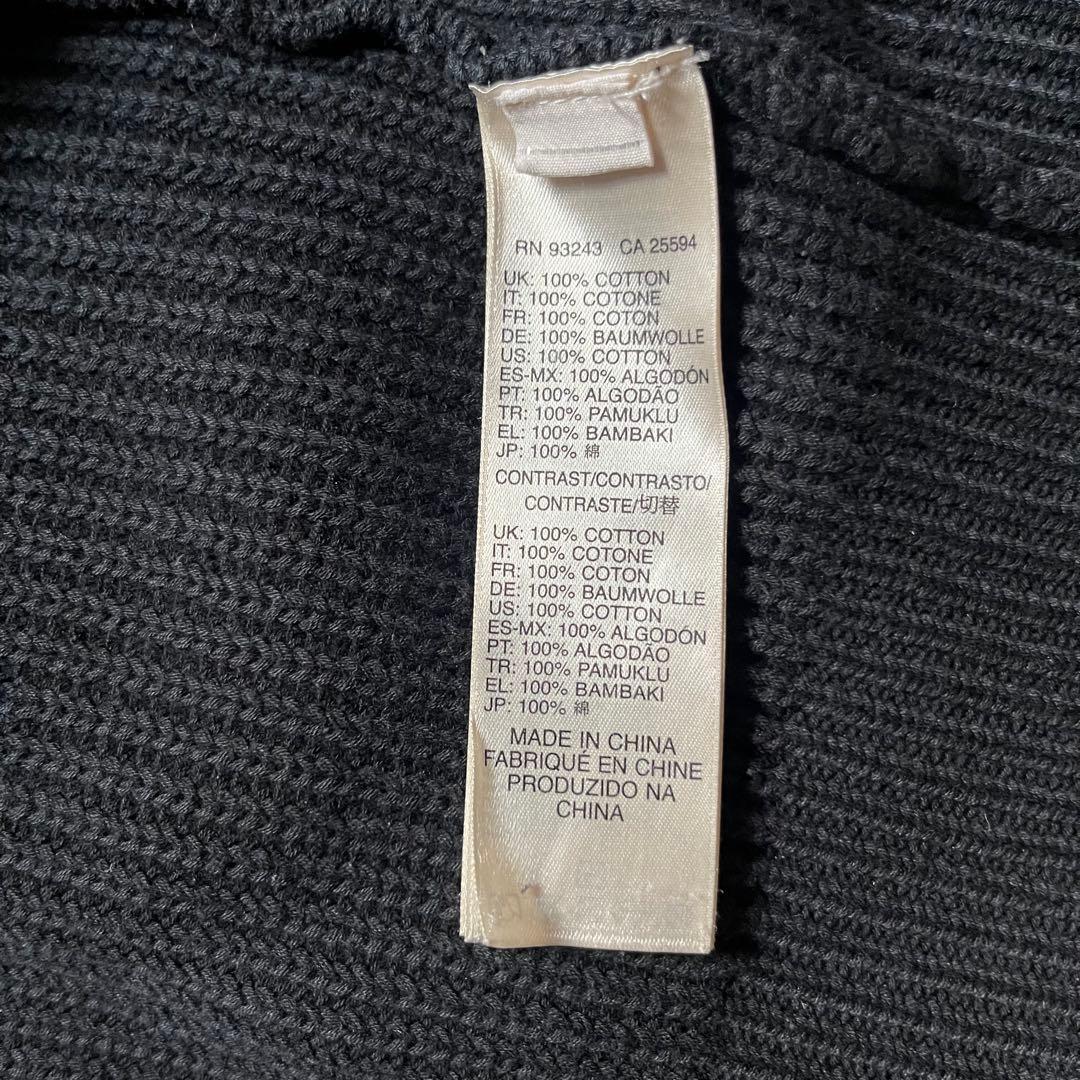 RN 93243 CA 25594
UK: 100% COTTON
IT: 100% COTONE
FR: 100% COTON
DE: 100% BAUMWOLLE
US: 100% COTTON
ES-MX: 100% ALGODÓN
PT: 100% ALGODÃO
TR: 100% PAMUKLU
EL: 100% BAMBAKI
JP: 100% 綿
CONTRAST/CONTRASTO/
CONTRASTE/切替
UK: 100% COTTON
IT: 100% COTONE
FR: 100% COTON
DE: 100% BAUMWOLLE
US: 100% COTTON
ES-MX: 100% ALGODÓN
PT: 100% ALGODÃO
TR: 100% PAMUKLU
EL: 100% BAMBAKI
JP: 100% 綿
MADE IN CHINA
FABRIQUÉ EN CHINE
PRODUZIDO NA
CHINA